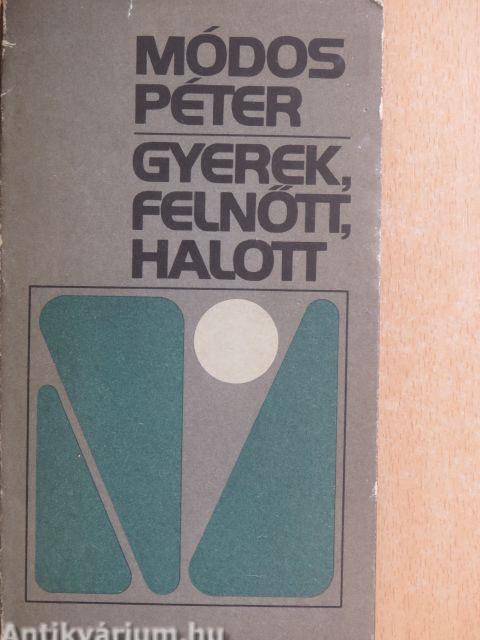 MÓDOS
PÉTER
GYEREK,
FELNŐTT,
HALOTT
Antikvárium.hu